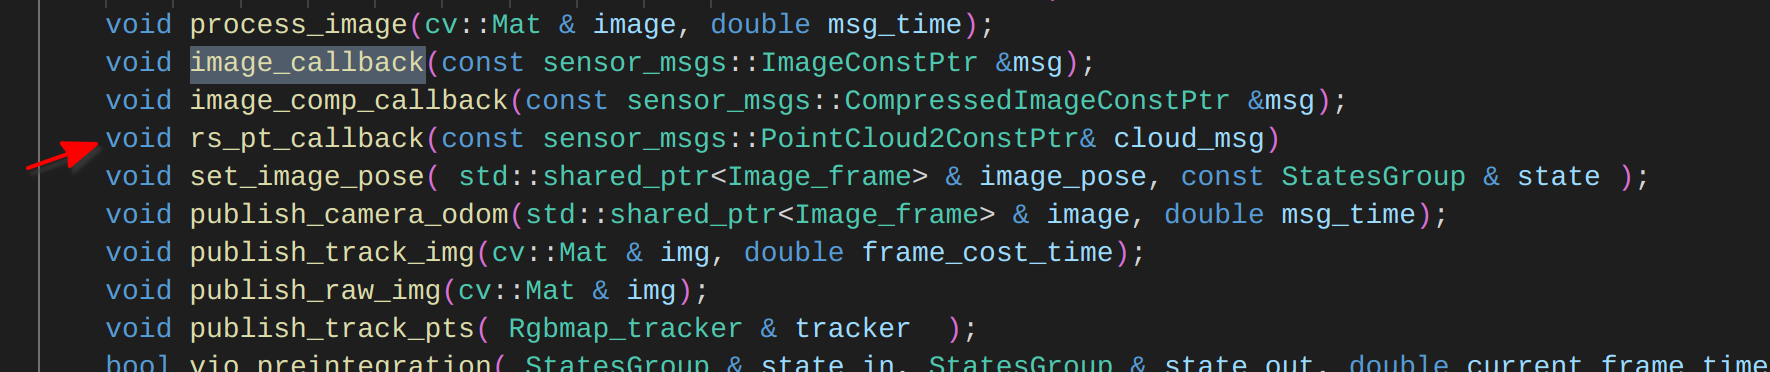 void process_image(cv::Mat & image, double msg_time);
void image_callback(const sensor_msgs::ImageConstPtr &msg);
void image_comp_callback(const sensor_msgs::CompressedImageConstPtr &msg);
void rs_pt_callback(const sensor_msgs::PointCloud2ConstPtr& cloud_msg)
void set_image_pose( std::shared_ptr<Image_frame> & image_pose, const StatesGroup & state );
void publish_camera_odom(std::shared_ptr<Image_frame> & image, double msg_time);
void publish_track_img(cv::Mat & img, double frame_cost_time);
void publish_raw_img(cv::Mat & img);
void publish_track_pts( Rgbmap_tracker & tracker  );
bool vio_preintegration( StatesGroup & state_in, StatesGroup & state_out, double current_frame_time